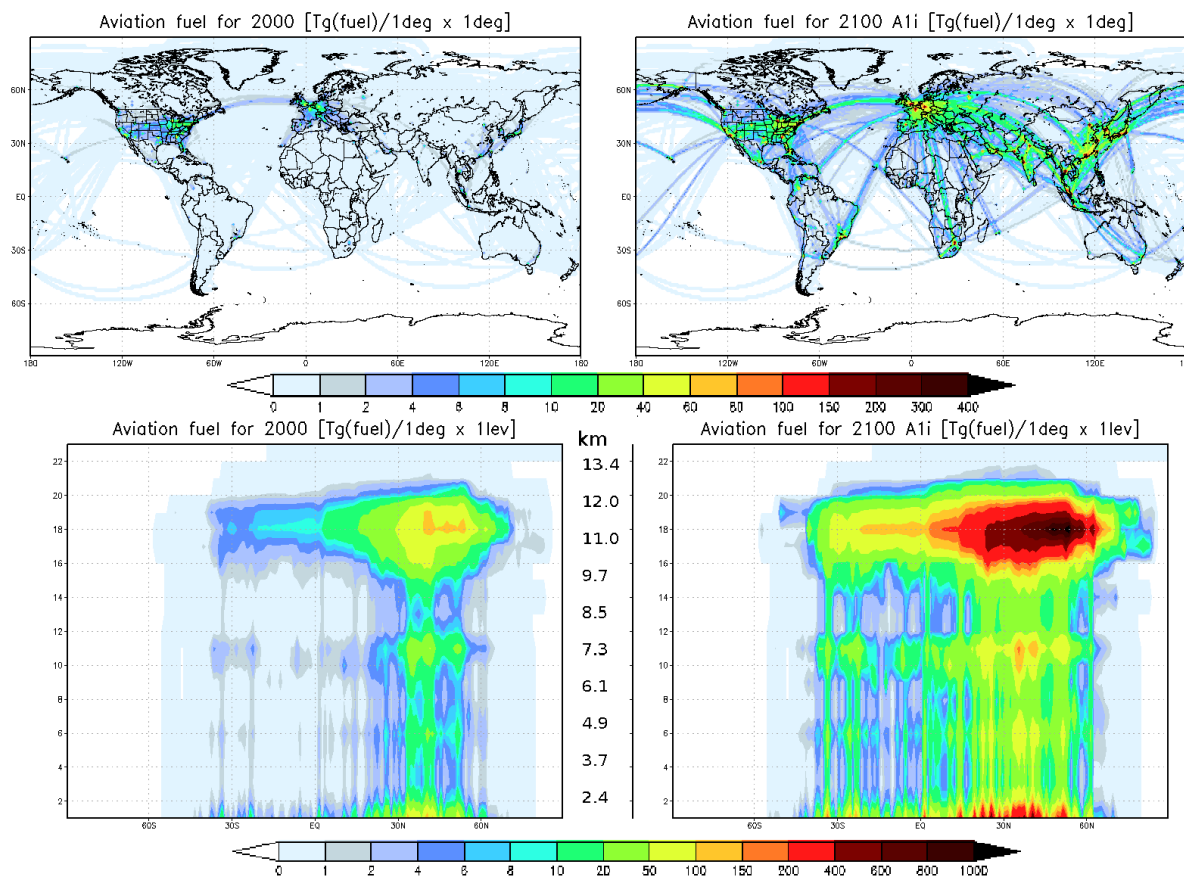 Aviation fuel for 2000 [Tg(fuel)/1deg x 1deg]
Aviation fuel for 2100 A1i [Tg(fuel)/1deg x 1deg]
60N
30N
EQ
30S
60S
180 120W 60W 0 60E 120E 160
60N
30N
EQ
30S
60S
180 120W 60W 0 60E 120E
0 1 2 4 6 8 10 20 40 60 80 100 150 200 300 400
Aviation fuel for 2000 [Tg(fuel)/1deg x 1lev]
km
Aviation fuel for 2100 A1i [Tg(fuel)/1deg x 1lev]
22
20
18
16
14
12
10
8
6
4
2
60S 30S EQ 30N 60N
13.4
12.0
11.0
9.7
8.5
7.3
6.1
4.9
3.7
2.4
22
20
18
16
14
12
10
8
6
4
2
60S 30S EQ 30N 60N
0 1 2 4 6 8 10 20 50 100 150 200 400 600 800 1000